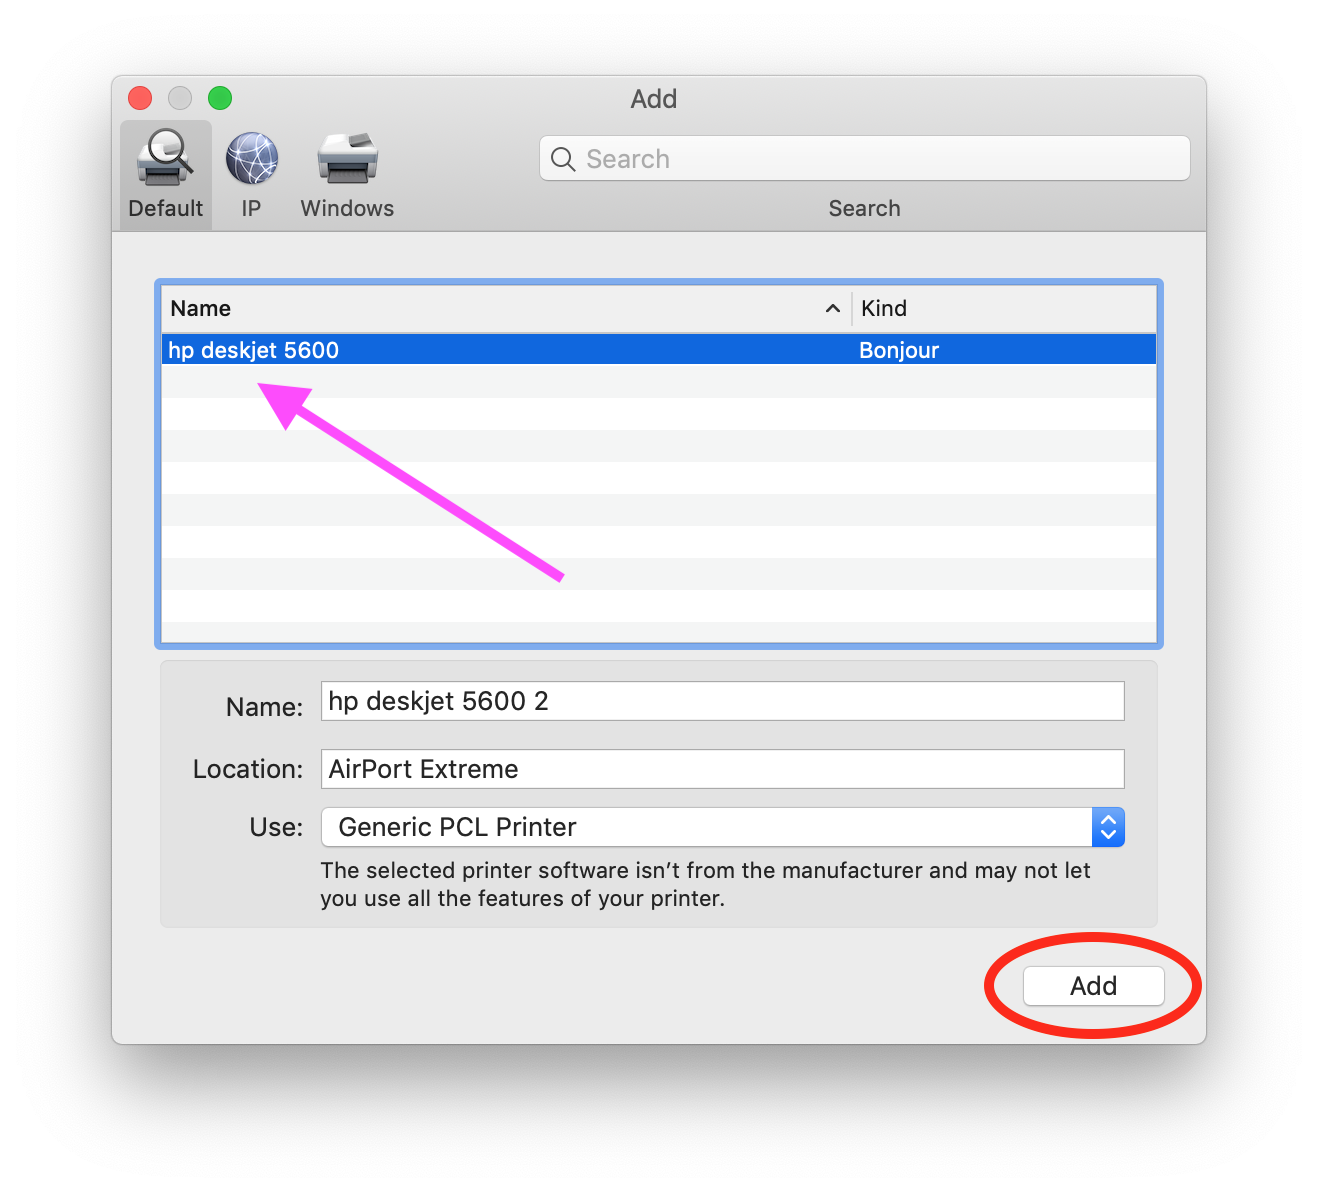 Add
Default
IP
Windows
Search
Search
Name
Kind
hp deskjet 5600
Bonjour
Name:
hp deskjet 5600 2
Location:
AirPort Extreme
Use:
Generic PCL Printer
The selected printer software isn’t from the manufacturer and may not let
you use all the features of your printer.
Add